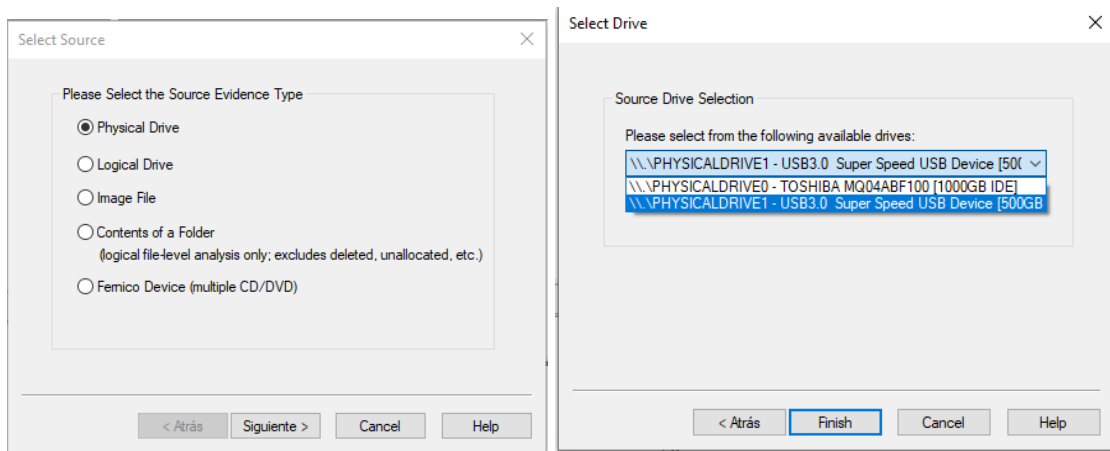 Select Source
Please Select the Source Evidence Type
Physical Drive
Logical Drive
Image File
Contents of a Folder
(logical file-level analysis only; excludes deleted, unallocated, etc.)
Fernico Device (multiple CD/DVD)
< Atrás
Siguiente >
Cancel
Help
Select Drive
Source Drive Selection
Please select from the following available drives:
\\.\PHYSICALDRIVE1 - USB3.0 Super Speed USB Device [50(
\\.\PHYSICALDRIVE0 - TOSHIBA MQ04ABF100 [1000GB IDE]
\\.\PHYSICALDRIVE1 - USB3.0 Super Speed USB Device [500GB
< Atrás
Finish
Cancel
Help